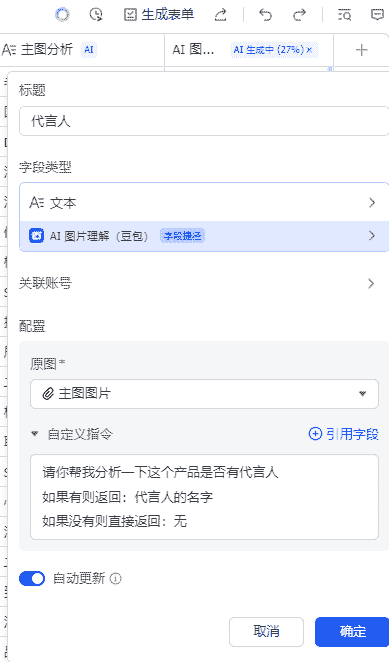 生成表单
主图分析 AI
AI 图... AI 生成中 (27%) ×
标题
代言人
字段类型
文本
AI 图片理解（豆包） 字段捷径
关联账号
配置
原图*
主图图片
自定义指令 引用字段
请你帮我分析一下这个产品是否有代言人
如果有则返回：代言人的名字
如果没有则直接返回：无
自动更新
取消 确定